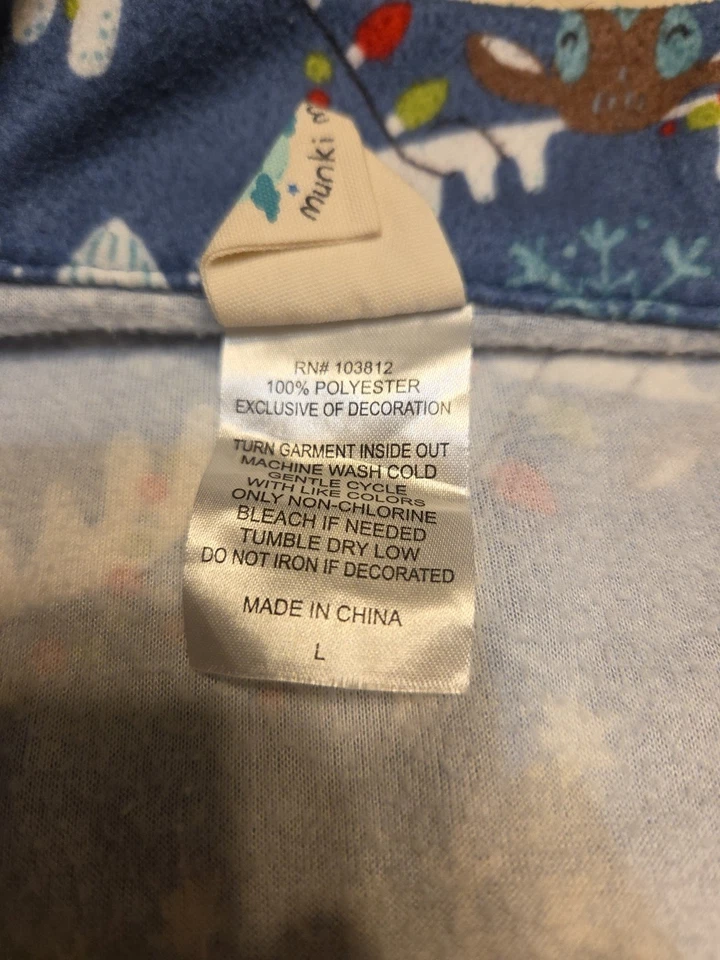 munki
RN# 103812
100% POLYESTER
EXCLUSIVE OF DECORATION
TURN GARMENT INSIDE OUT
MACHINE WASH COLD
GENTLE CYCLE
WITH LIKE COLORS
ONLY NON-CHLORINE
BLEACH IF NEEDED
TUMBLE DRY LOW
DO NOT IRON IF DECORATED
MADE IN CHINA
L